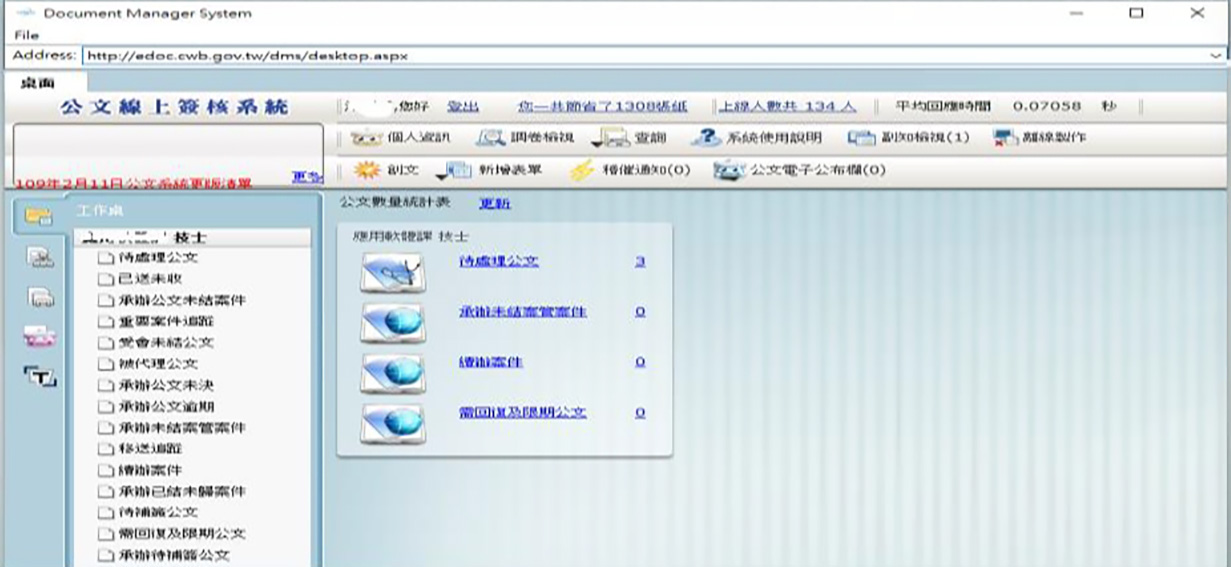 Document Manager System
File
Address: http://edoc.cwb.gov.tw/dms/desktop.aspx
桌面
公文線上簽核系統
,您好 登出 您一共節省了1308張紙 上線人數共 134 人 平均回應時間 0.07058 秒
個人資訊 調卷檢視 查詢 系統使用說明 副知檢視(1) 離線製作
109年2月11日公文系統更版清單 更多
創文 新增表單 稽催通知(0) 公文電子公布欄(0)
工作桌
技士
待處理公文
已送未收
承辦公文未結案件
重要案件追蹤
受會未結公文
被代理公文
承辦公文未決
承辦公文逾期
承辦未結案管案件
移送追蹤
續辦案件
承辦已結未歸案件
待補簽公文
需回復及限期公文
承辦待補簽公文
公文數量統計表 更新
應用軟體課 技士
待處理公文 3
承辦未結案管案件 0
續辦案件 0
需回復及限期公文 0